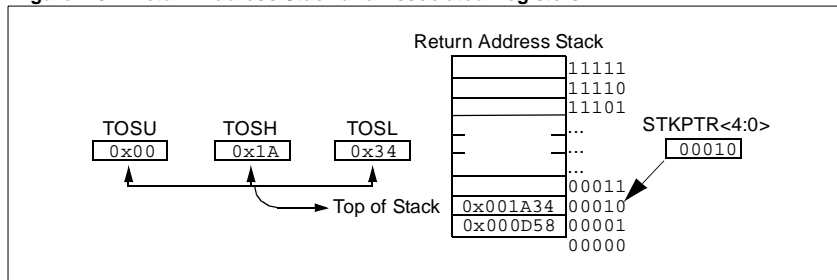 Return Address Stack
11111
11110
11101
...
...
...
00011
0x001A34 00010
0x000D58 00001
00000
TOSU TOSH TOSL
0x00 0x1A 0x34
Top of Stack
STKPTR<4:0>
00010